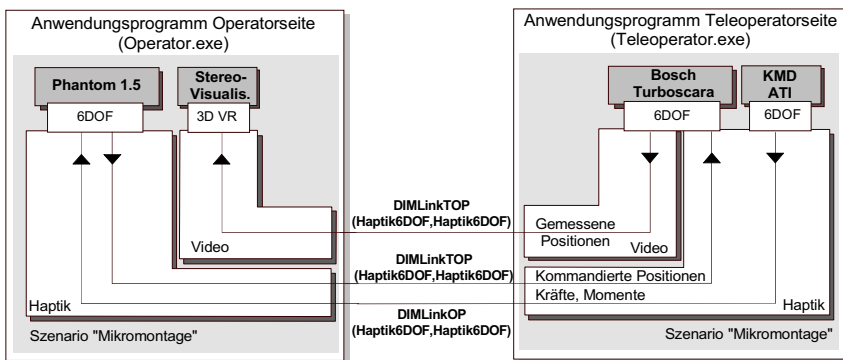 Anwendungsprogramm Operatorseite
(Operator.exe)
Phantom 1.5
Stereo-
Visualis.
6DOF
3D VR
Video
Haptik
Szenario "Mikromontage"
DIMLinkTOP
(Haptik6DOF,Haptik6DOF)
DIMLinkTOP
(Haptik6DOF,Haptik6DOF)
DIMLinkOP
(Haptik6DOF,Haptik6DOF)
Anwendungsprogramm Teleoperatorseite
(Teleoperator.exe)
Bosch
Turboscara
KMD
ATI
6DOF
6DOF
Gemessene
Positionen
Video
Kommandierte Positionen
Kräfte, Momente
Haptik
Szenario "Mikromontage"